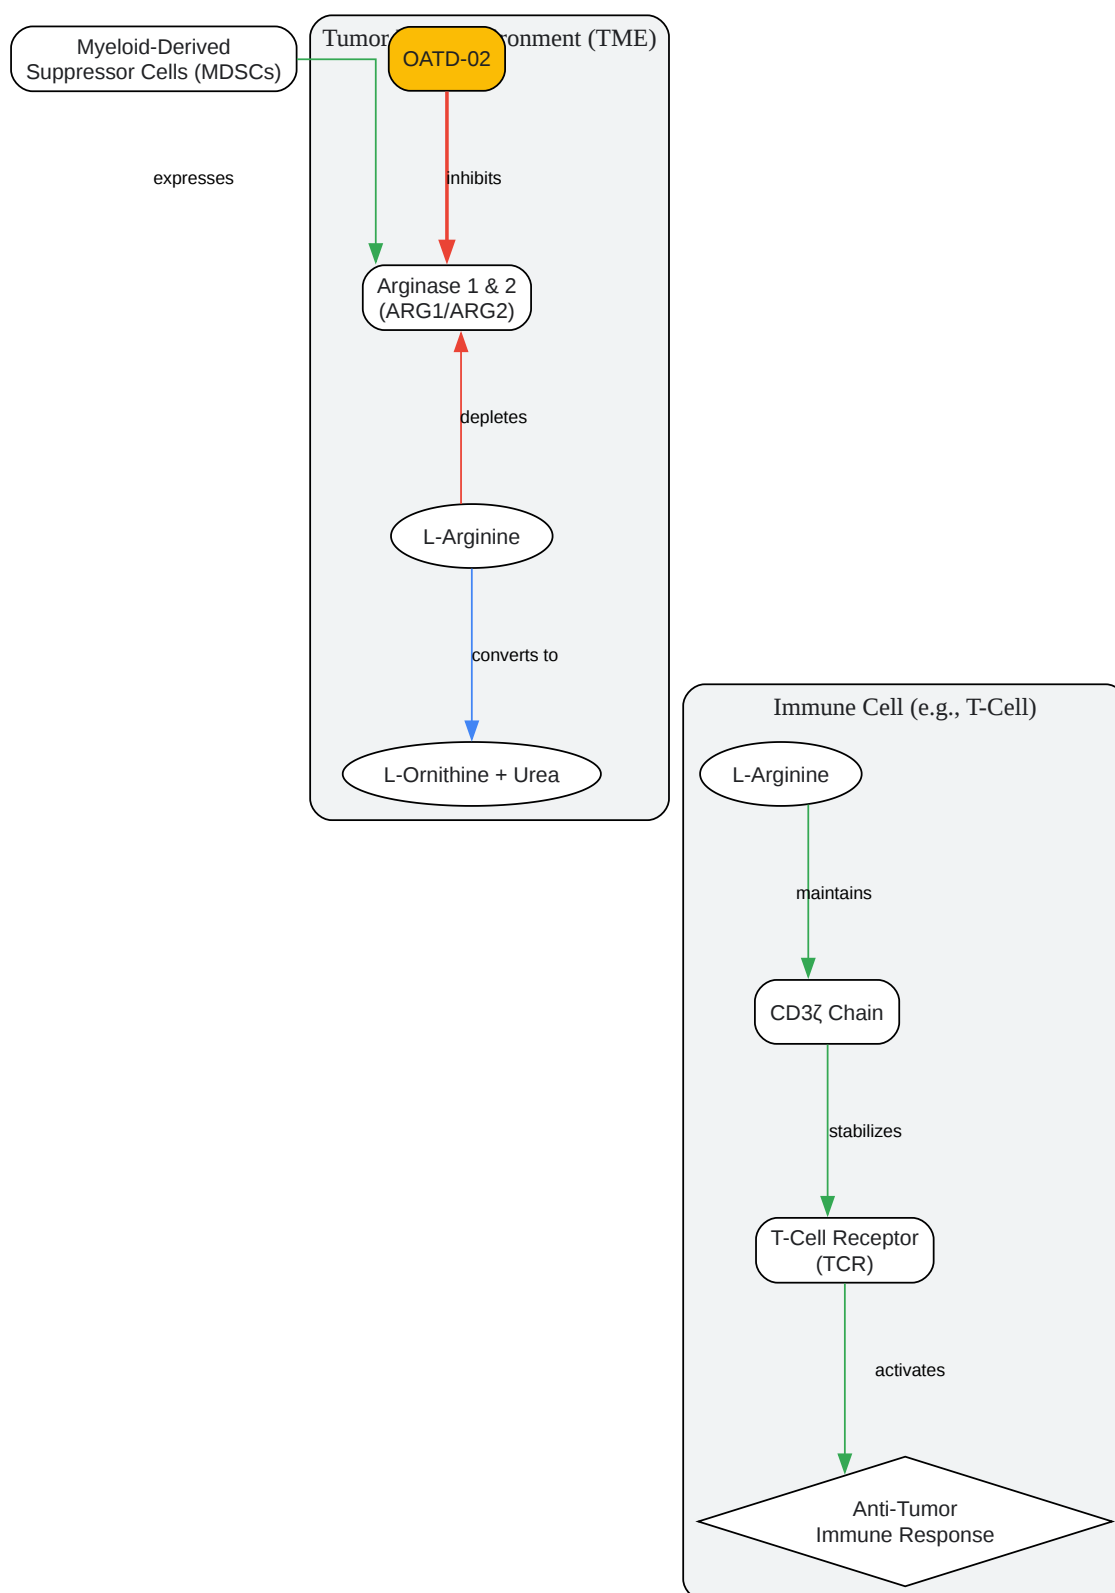 Myeloid-Derived
Suppressor Cells (MDSCs)
Tumor
ronment (TME)
OATD-02
expresses
inhibits
Arginase 1 & 2
(ARG1/ARG2)
depletes
L-Arginine
converts to
L-Ornithine + Urea
Immune Cell (e.g., T-Cell)
L-Arginine
maintains
CD3ζ Chain
stabilizes
T-Cell Receptor
(TCR)
activates
Anti-Tumor
Immune Response